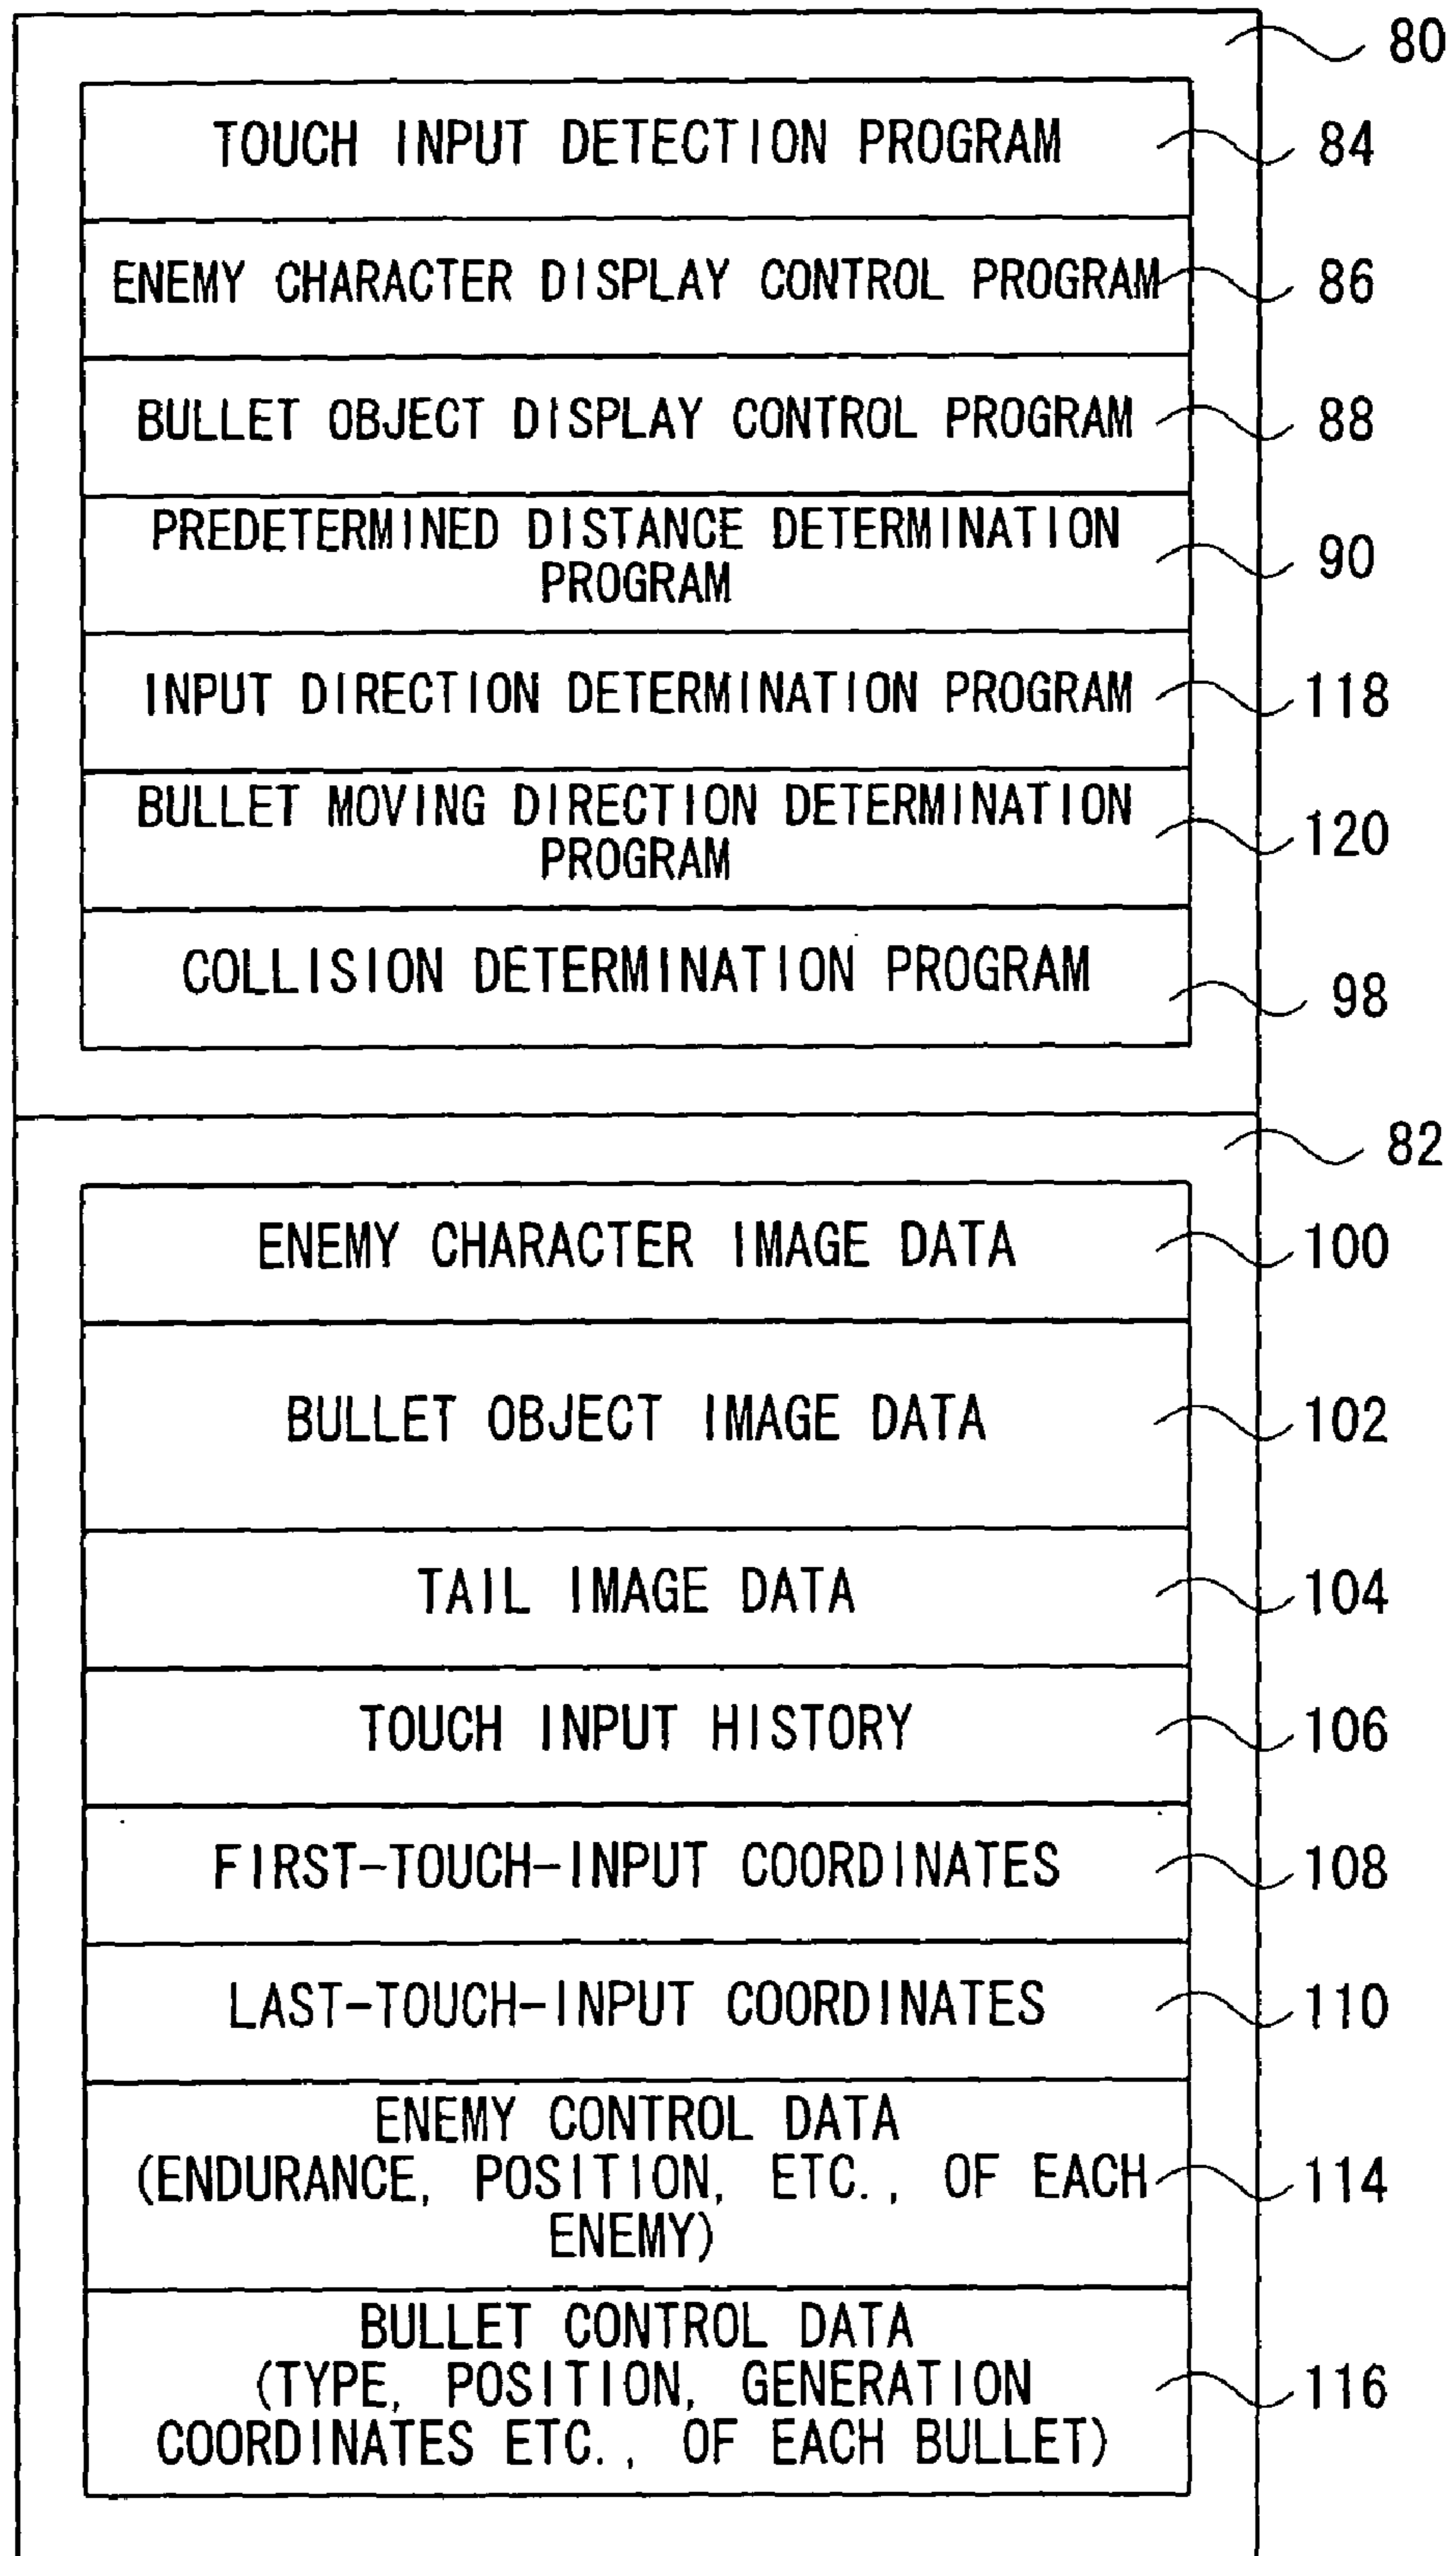 80
TOUCH INPUT DETECTION PROGRAM 84
ENEMY CHARACTER DISPLAY CONTROL PROGRAM 86
BULLET OBJECT DISPLAY CONTROL PROGRAM 88
PREDETERMINED DISTANCE DETERMINATION
PROGRAM 90
INPUT DIRECTION DETERMINATION PROGRAM 118
BULLET MOVING DIRECTION DETERMINATION
PROGRAM 120
COLLISION DETERMINATION PROGRAM 98
82
ENEMY CHARACTER IMAGE DATA 100
BULLET OBJECT IMAGE DATA 102
TAIL IMAGE DATA 104
TOUCH INPUT HISTORY 106
FIRST-TOUCH-INPUT COORDINATES 108
LAST-TOUCH-INPUT COORDINATES 110
ENEMY CONTROL DATA
(ENDURANCE, POSITION, ETC., OF EACH 114
ENEMY)
BULLET CONTROL DATA
(TYPE, POSITION, GENERATION 116
COORDINATES ETC., OF EACH BULLET)